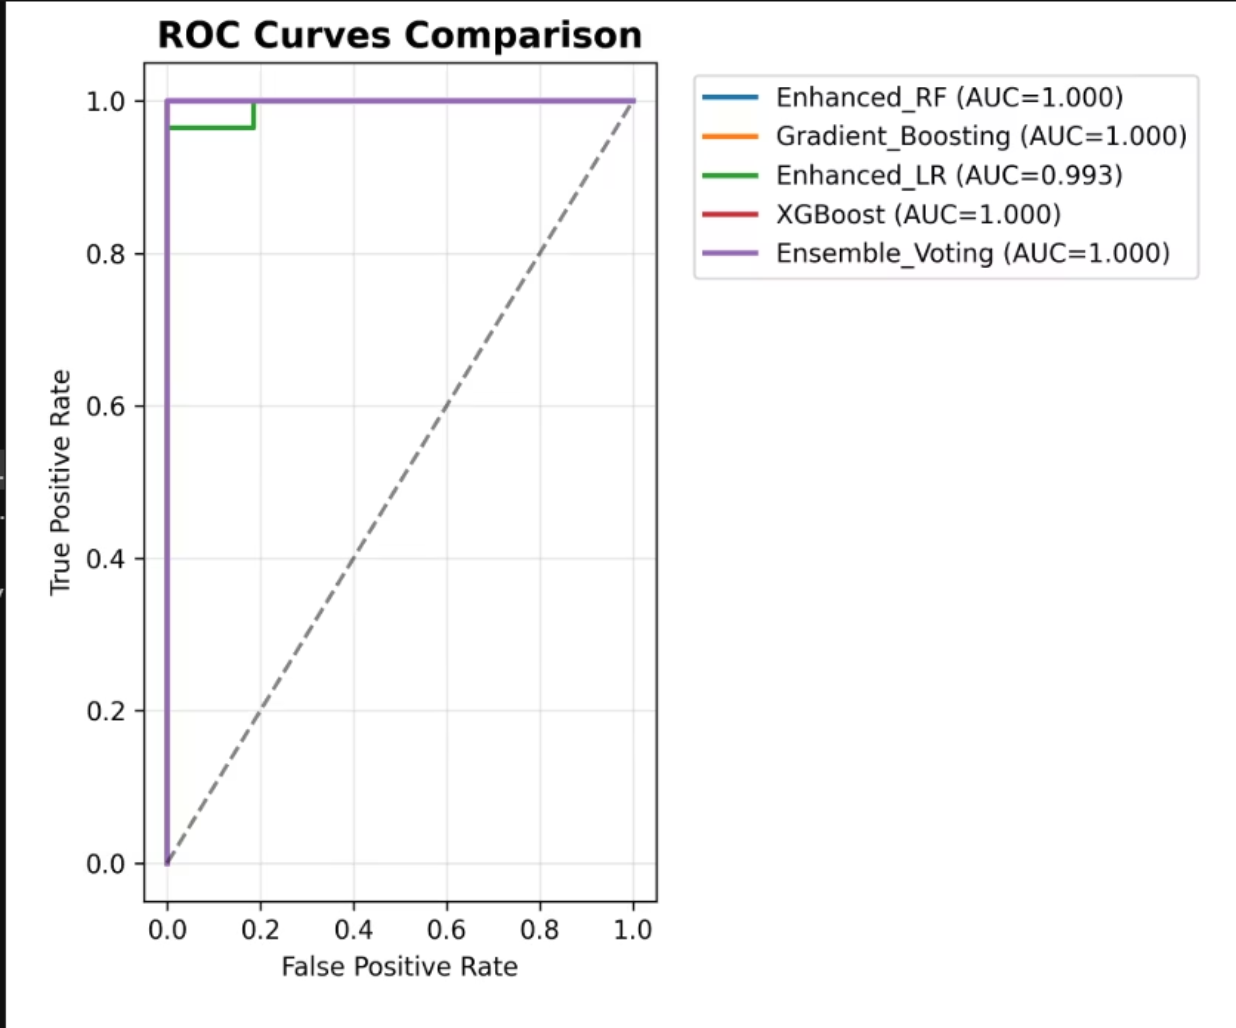 ROC Curves Comparison
Enhanced_RF (AUC=1.000)
Gradient_Boosting (AUC=1.000)
Enhanced_LR (AUC=0.993)
XGBoost (AUC=1.000)
Ensemble_Voting (AUC=1.000)
True Positive Rate
1.0
0.8
0.6
0.4
0.2
0.0
0.0 0.2 0.4 0.6 0.8 1.0
False Positive Rate